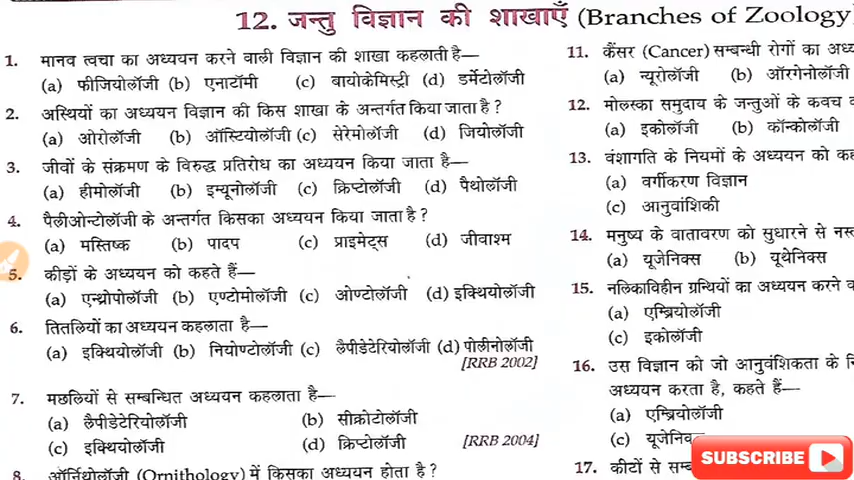 12. जन्तु विज्ञान की शाखाएँ (Branches of Zoology)
1. मानव त्वचा का अध्ययन करने वाली विज्ञान की शाखा कहलाती है—
(a) फीजियोलॉजी (b) एनाटॉमी (c) बायोकेमिस्ट्री (d) डर्मेटोलॉजी
2. अस्थियों का अध्ययन विज्ञान की किस शाखा के अन्तर्गत किया जाता है ?
(a) ओरोलॉजी (b) ऑस्टियोलॉजी (c) सेरेमोलॉजी (d) जियोलॉजी
3. जीवों के संक्रमण के विरुद्ध प्रतिरोध का अध्ययन किया जाता है—
(a) हीमोलॉजी (b) इम्यूनोलॉजी (c) क्रिप्टोलॉजी (d) पैथोलॉजी
4. पैलीओन्टोलॉजी के अन्तर्गत किसका अध्ययन किया जाता है ?
(a) मस्तिष्क (b) पादप (c) प्राइमेट्स (d) जीवाश्म
5. कीड़ों के अध्ययन को कहते हैं—
(a) एन्थ्रोपोलॉजी (b) एण्टोमोलॉजी (c) ओण्टोलॉजी (d) इक्थियोलॉजी
6. तितलियों का अध्ययन कहलाता है—
(a) इक्थियोलॉजी (b) नियोण्टोलॉजी (c) लैपीडेटेरियोलॉजी (d) पोलीनोलॉजी
[RRB 2002]
7. मछलियों से सम्बन्धित अध्ययन कहलाता है—
(a) लैपीडेटेरियोलॉजी (b) सीक्रोटोलॉजी
(c) इक्थियोलॉजी (d) क्रिप्टोलॉजी [RRB 2004]
8. ऑर्निथोलॉजी (Ornithology) में किसका अध्ययन होता है ?
11. कैंसर (Cancer) सम्बन्धी रोगों का
(a) न्यूरोलॉजी (b) ऑरगेनोलॉजी
12. मोलस्का समुदाय के जन्तुओं के कवच
(a) इकोलॉजी (b) कॉन्कोलॉजी
13. वंशागति के नियमों के अध्ययन को
(a) वर्गीकरण विज्ञान
(c) आनुवांशिकी
14. मनुष्य के वातावरण को सुधारने से
(a) यूजेनिक्स (b) यूथेनिक्स
15. नलिकाविहीन ग्रन्थियों का अध्ययन करने
(a) एम्ब्रियोलॉजी
(c) इकोलॉजी
16. उस विज्ञान को जो आनुवंशिकता के
अध्ययन करता है, कहते हैं—
(a) एम्ब्रियोलॉजी
(c)
17. कीटों से
SUBSCRIBE